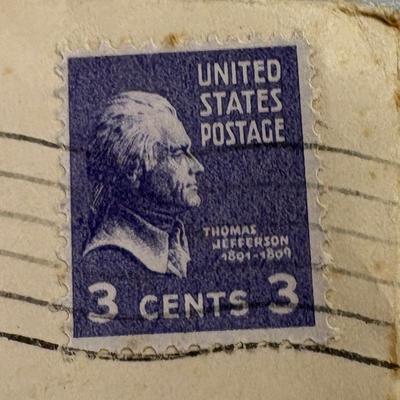 UNITED
STATES
POSTAGE
THOMAS
JEFFERSON
1801-1809
3 CENTS 3